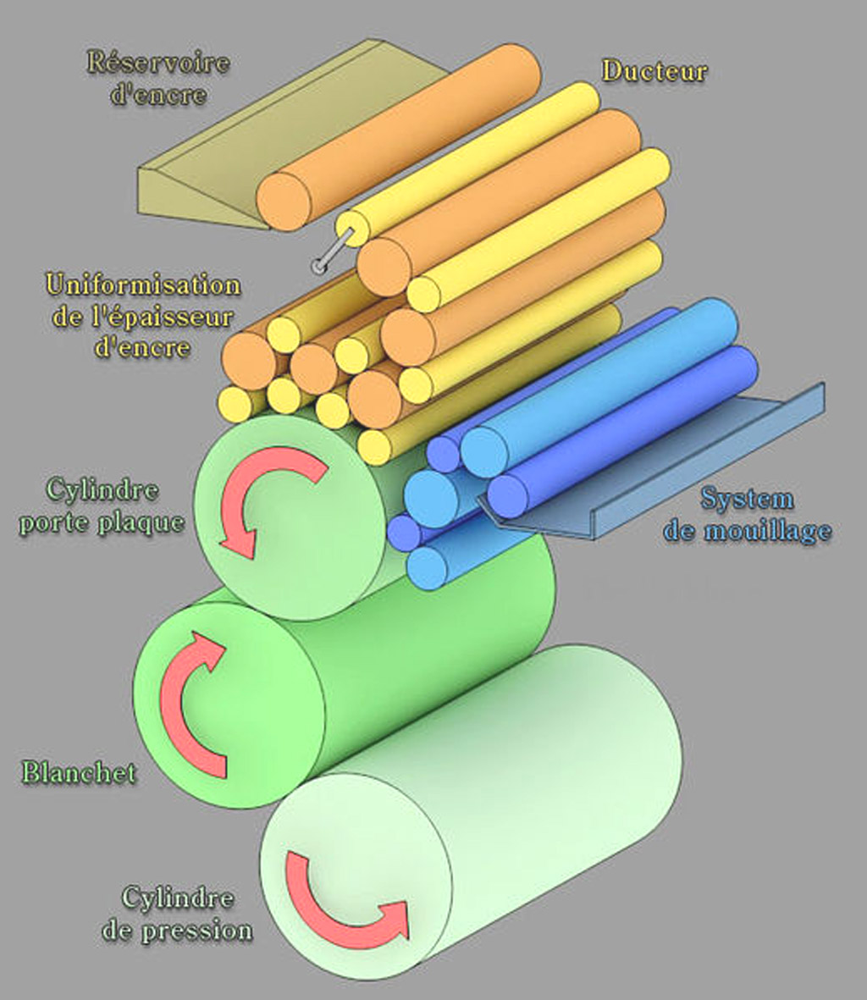 Réservoire
d'encre
Ducteur
Uniformisation
de l'épaisseur
d'encre
Cylindre
porte plaque
System
de mouillage
Blanchet
Cylindre
de pression